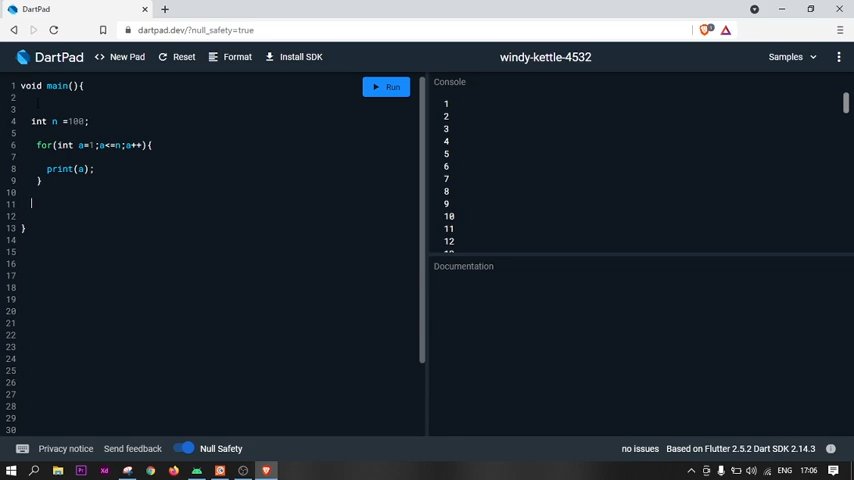 DartPad
dartpad.dev/?null_safety=true
DartPad
<> New Pad
Reset
Format
Install SDK
windy-kettle-4532
Samples
1 void main(){
2
3
4 int n =100;
5
6 for(int a=1;a<=n;a++){
7
8 print(a);
9 }
10
11
12
13 }
14
15
16
17
18
19
20
21
22
23
24
25
26
27
28
29
30
Run
Console
1
2
3
4
5
6
7
8
9
10
11
12
Documentation
Privacy notice
Send feedback
Null Safety
no issues
Based on Flutter 2.5.2 Dart SDK 2.14.3
Pr
Xd
ENG
17:06